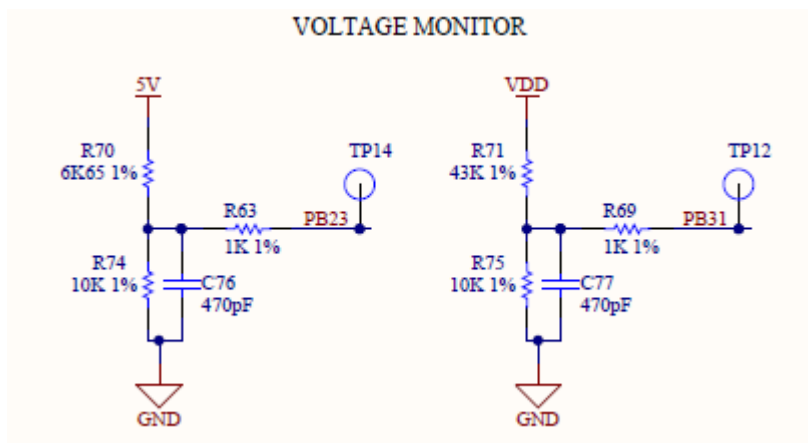 VOLTAGE MONITOR
5V
R70
6K65 1%
TP14
R63
PB23
1K 1%
R74
10K 1%
C76
470pF
GND
VDD
R71
43K 1%
TP12
R69
PB31
1K 1%
R75
10K 1%
C77
470pF
GND